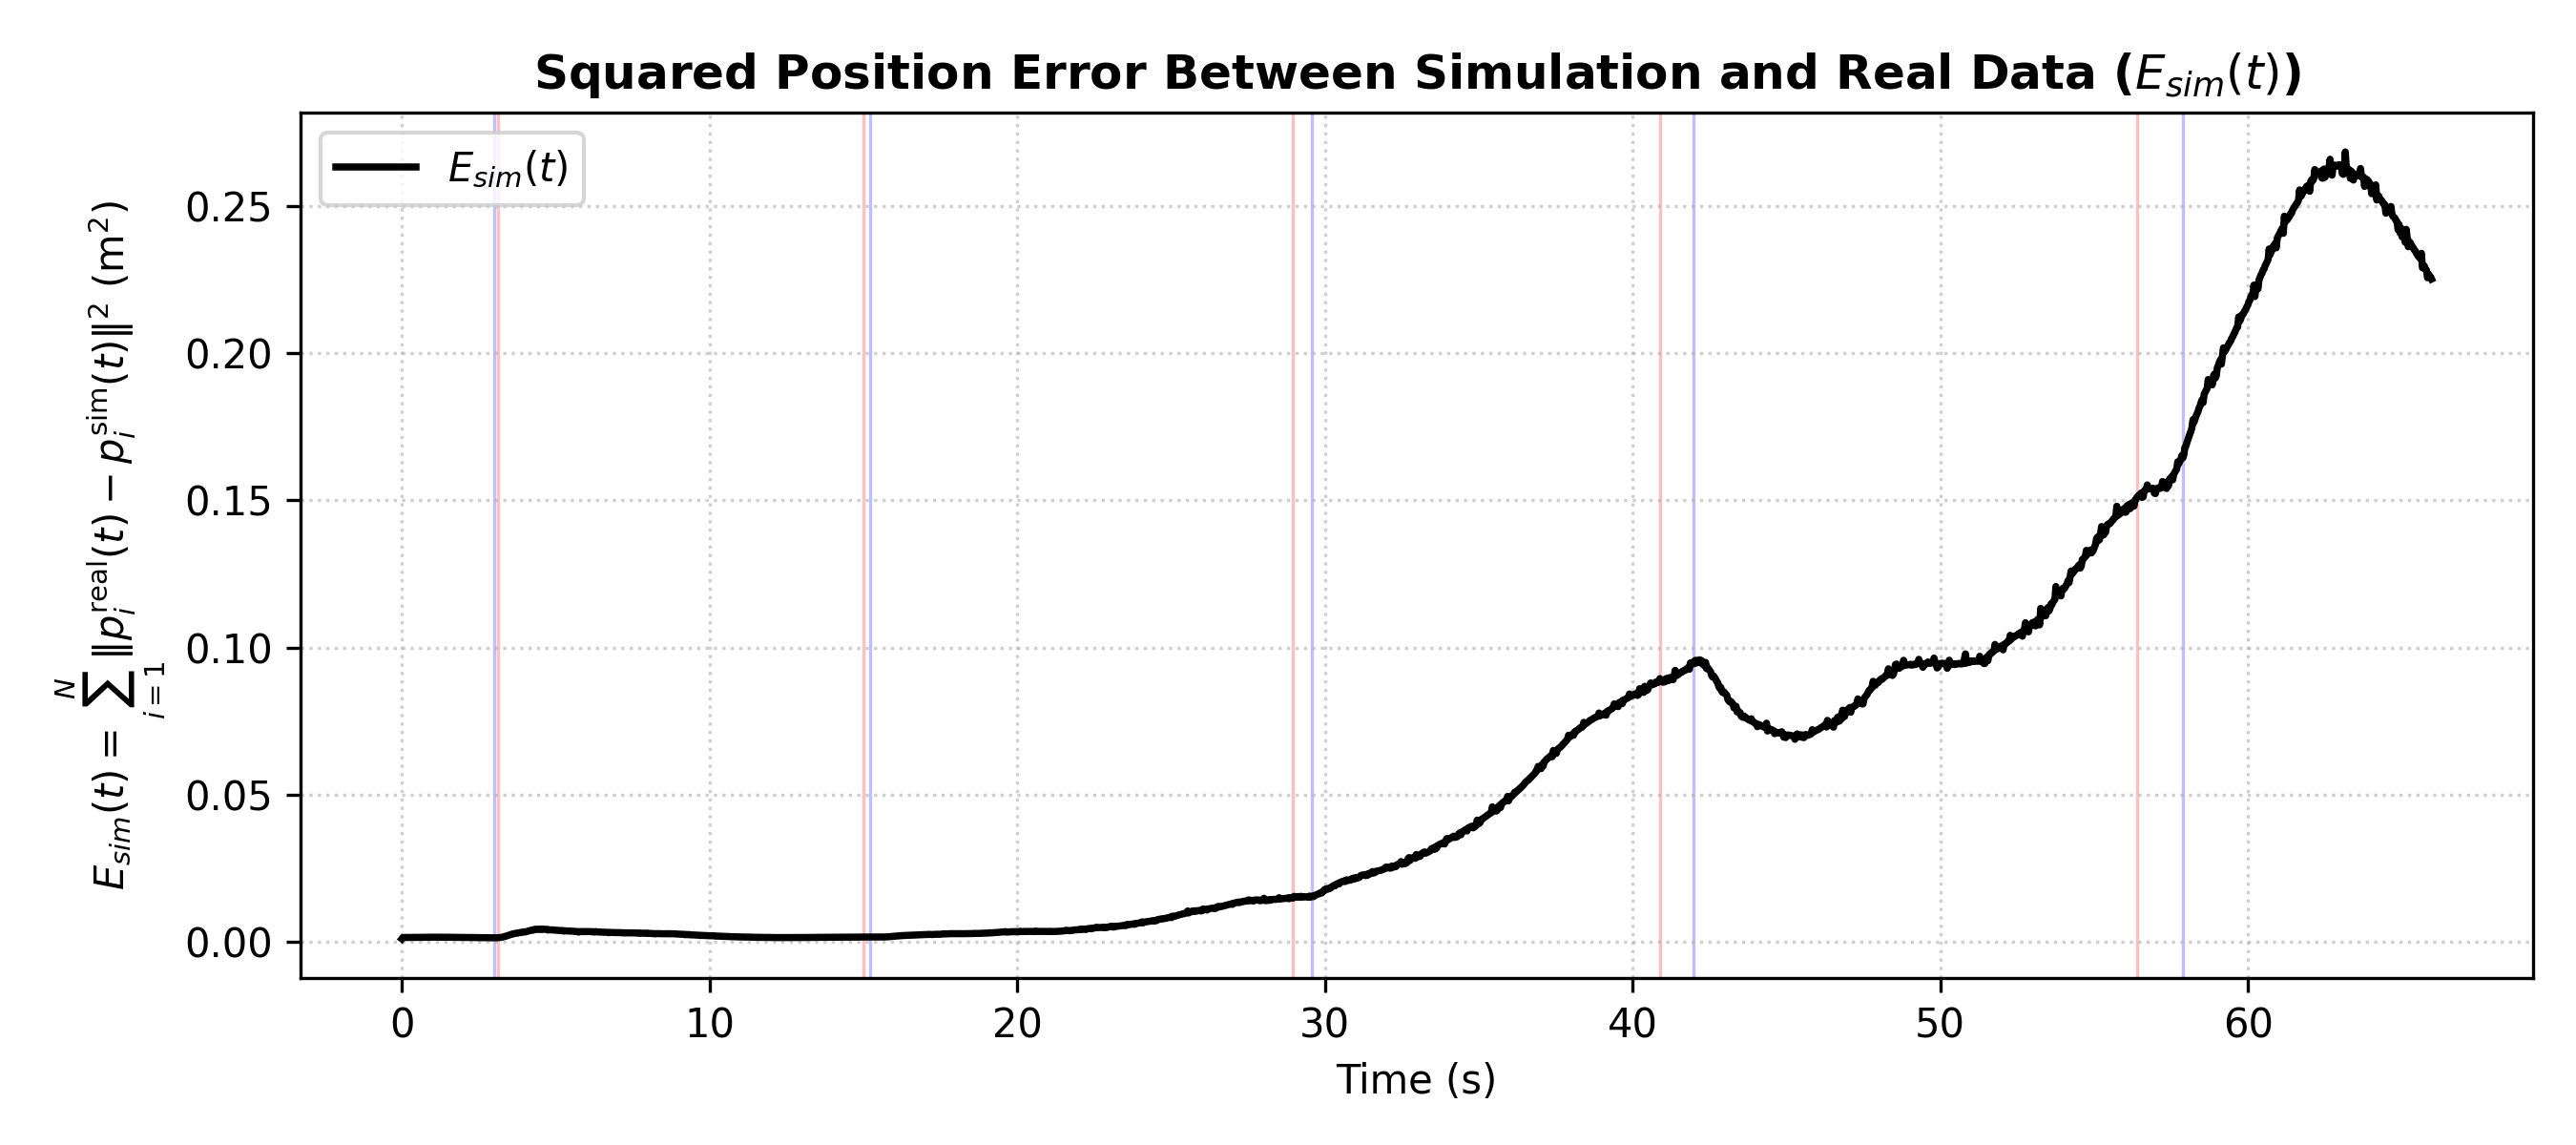 Squared Position Error Between Simulation and Real Data (E_sim(t))
E_sim(t)
E_sim(t) = ∑_{i=1}^{N} ‖p_i^real(t) − p_i^sim(t)‖² (m²)
0.25
0.20
0.15
0.10
0.05
0.00
0 10 20 30 40 50 60
Time (s)